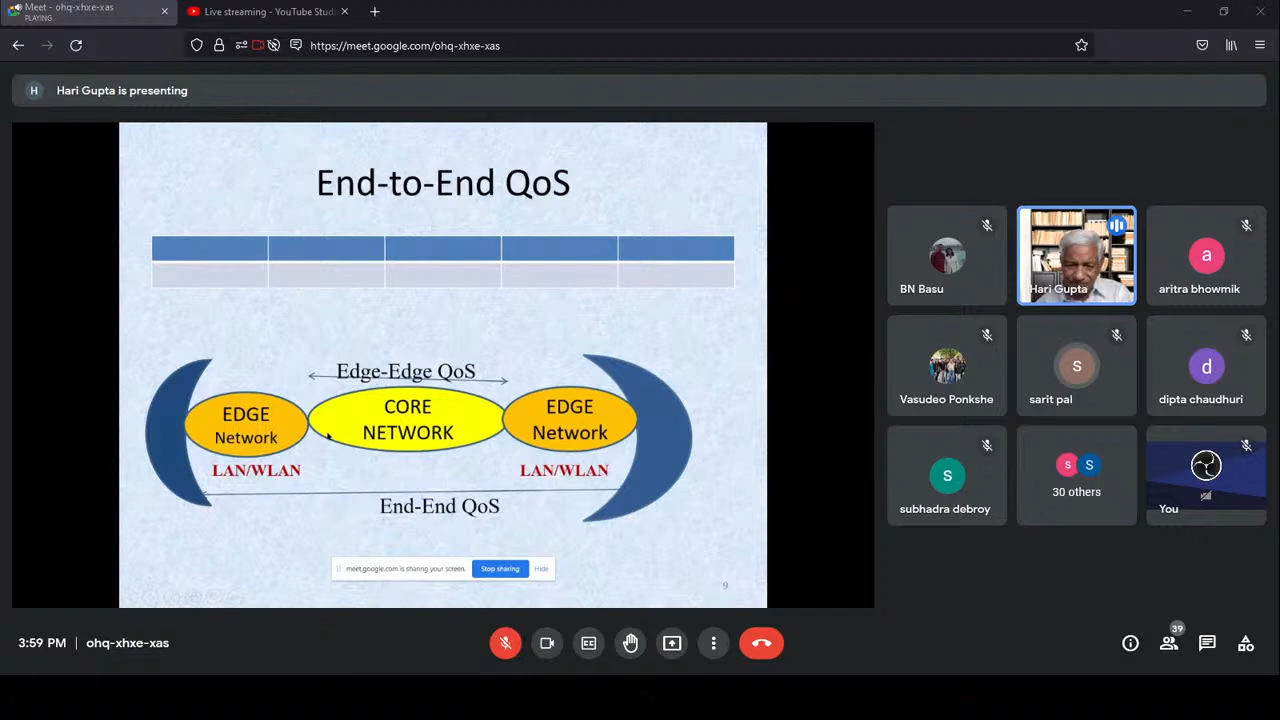 Meet - ohq-xhxe-xas
PLAYING
Live streaming - YouTube Studi
https://meet.google.com/ohq-xhxe-xas
H
Hari Gupta is presenting
End-to-End QoS
Edge-Edge QoS
EDGE
Network
CORE
NETWORK
EDGE
Network
LAN/WLAN
LAN/WLAN
End-End QoS
meet.google.com is sharing your screen.
Stop sharing
Hide
9
BN Basu
Hari Gupta
a
aritra bhowmik
Vasudeo Ponkshe
s
sarit pal
d
dipta chaudhuri
s
subhadra debroy
s
S
30 others
You
3:59 PM
ohq-xhxe-xas
39